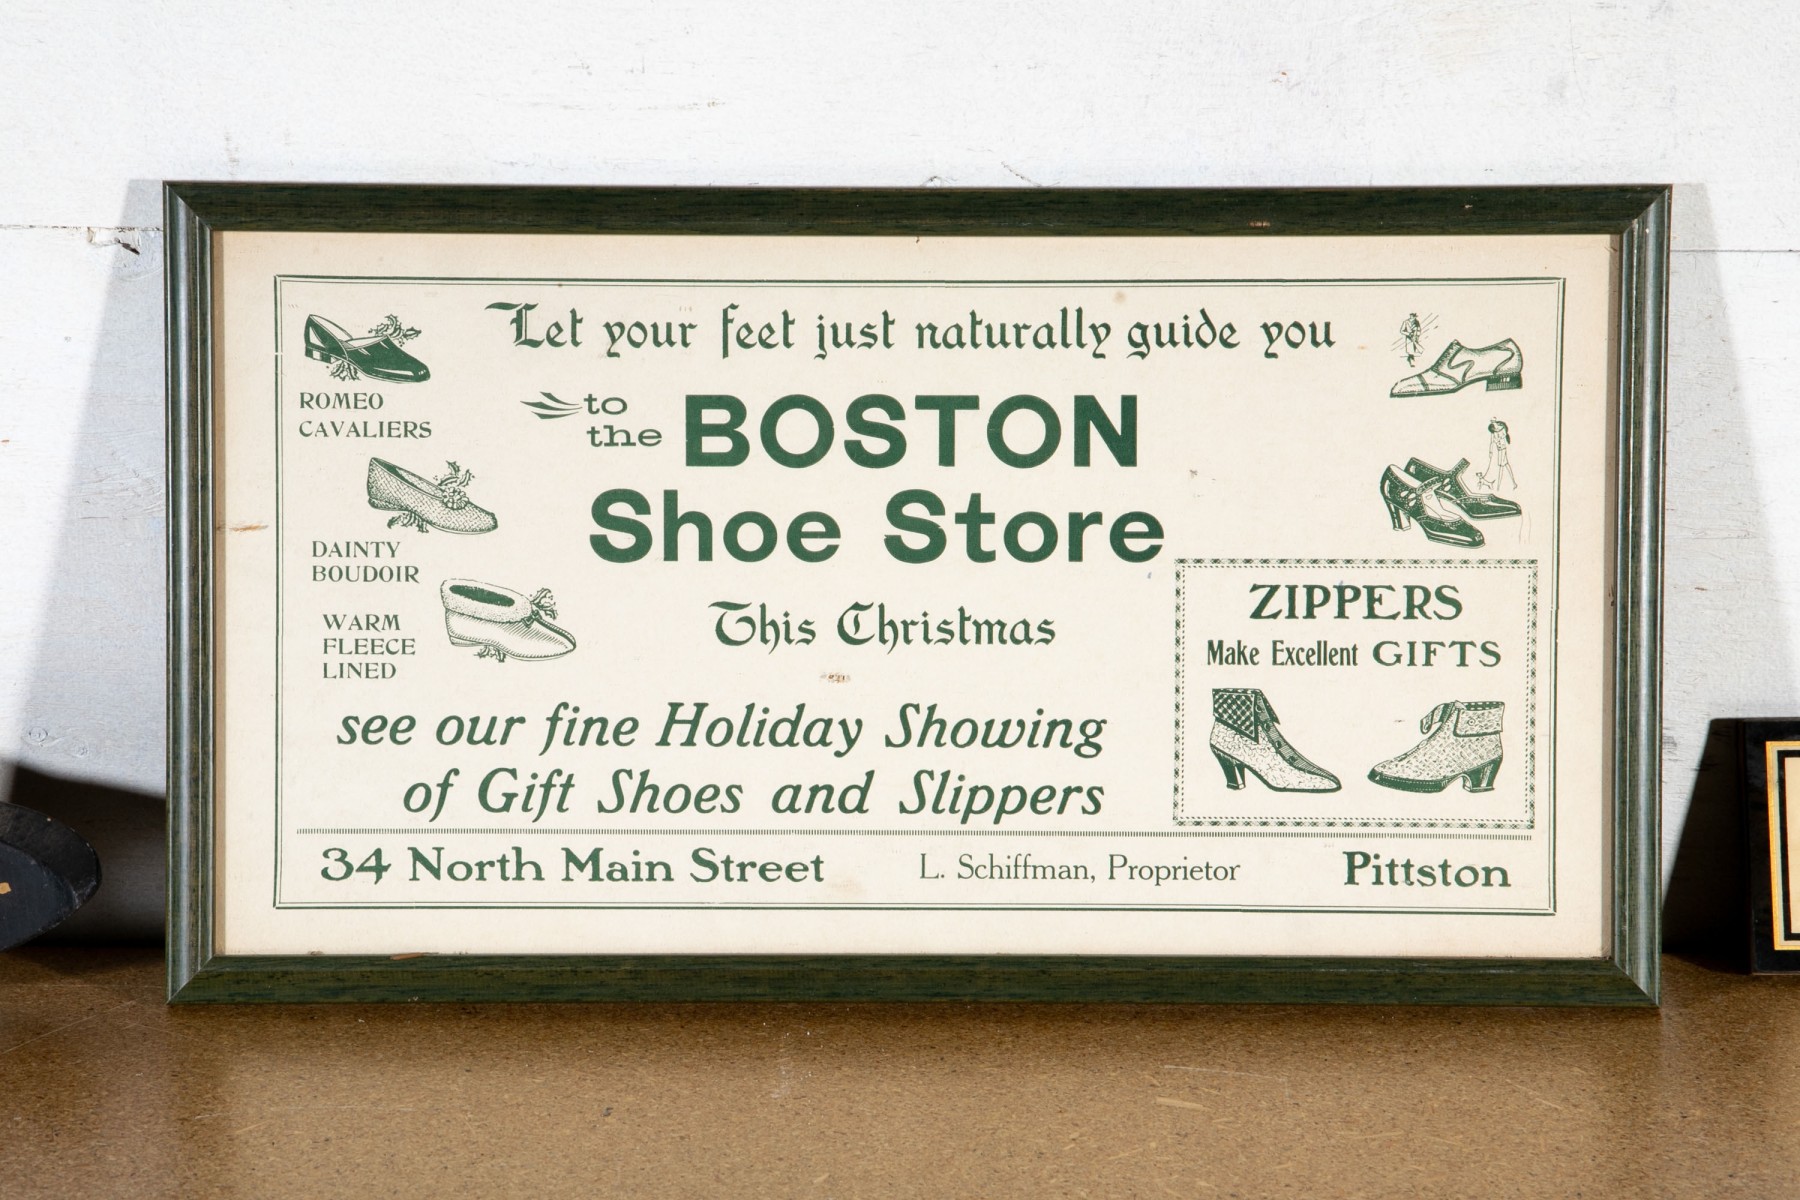 Let your feet just naturally guide you
to the BOSTON
Shoe Store
This Christmas
see our fine Holiday Showing
of Gift Shoes and Slippers
ROMEO
CAVALIERS
DAINTY
BOUDOIR
WARM
FLEECE
LINED
ZIPPERS
Make Excellent GIFTS
34 North Main Street
L. Schiffman, Proprietor
Pittston